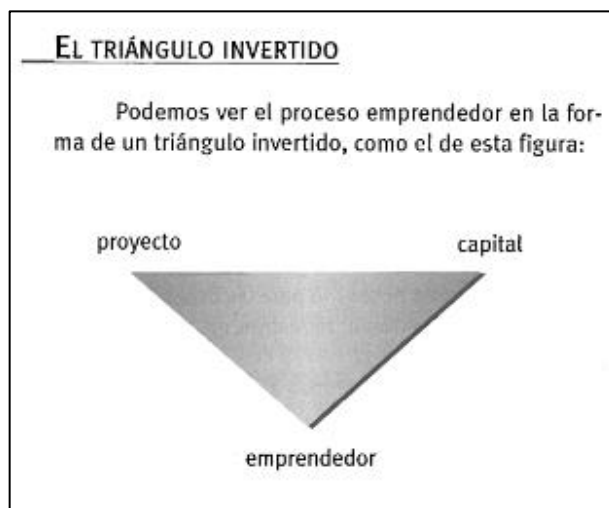 EL TRIÁNGULO INVERTIDO
Podemos ver el proceso emprendedor en la for-
ma de un triángulo invertido, como el de esta figura:
proyecto capital
emprendedor